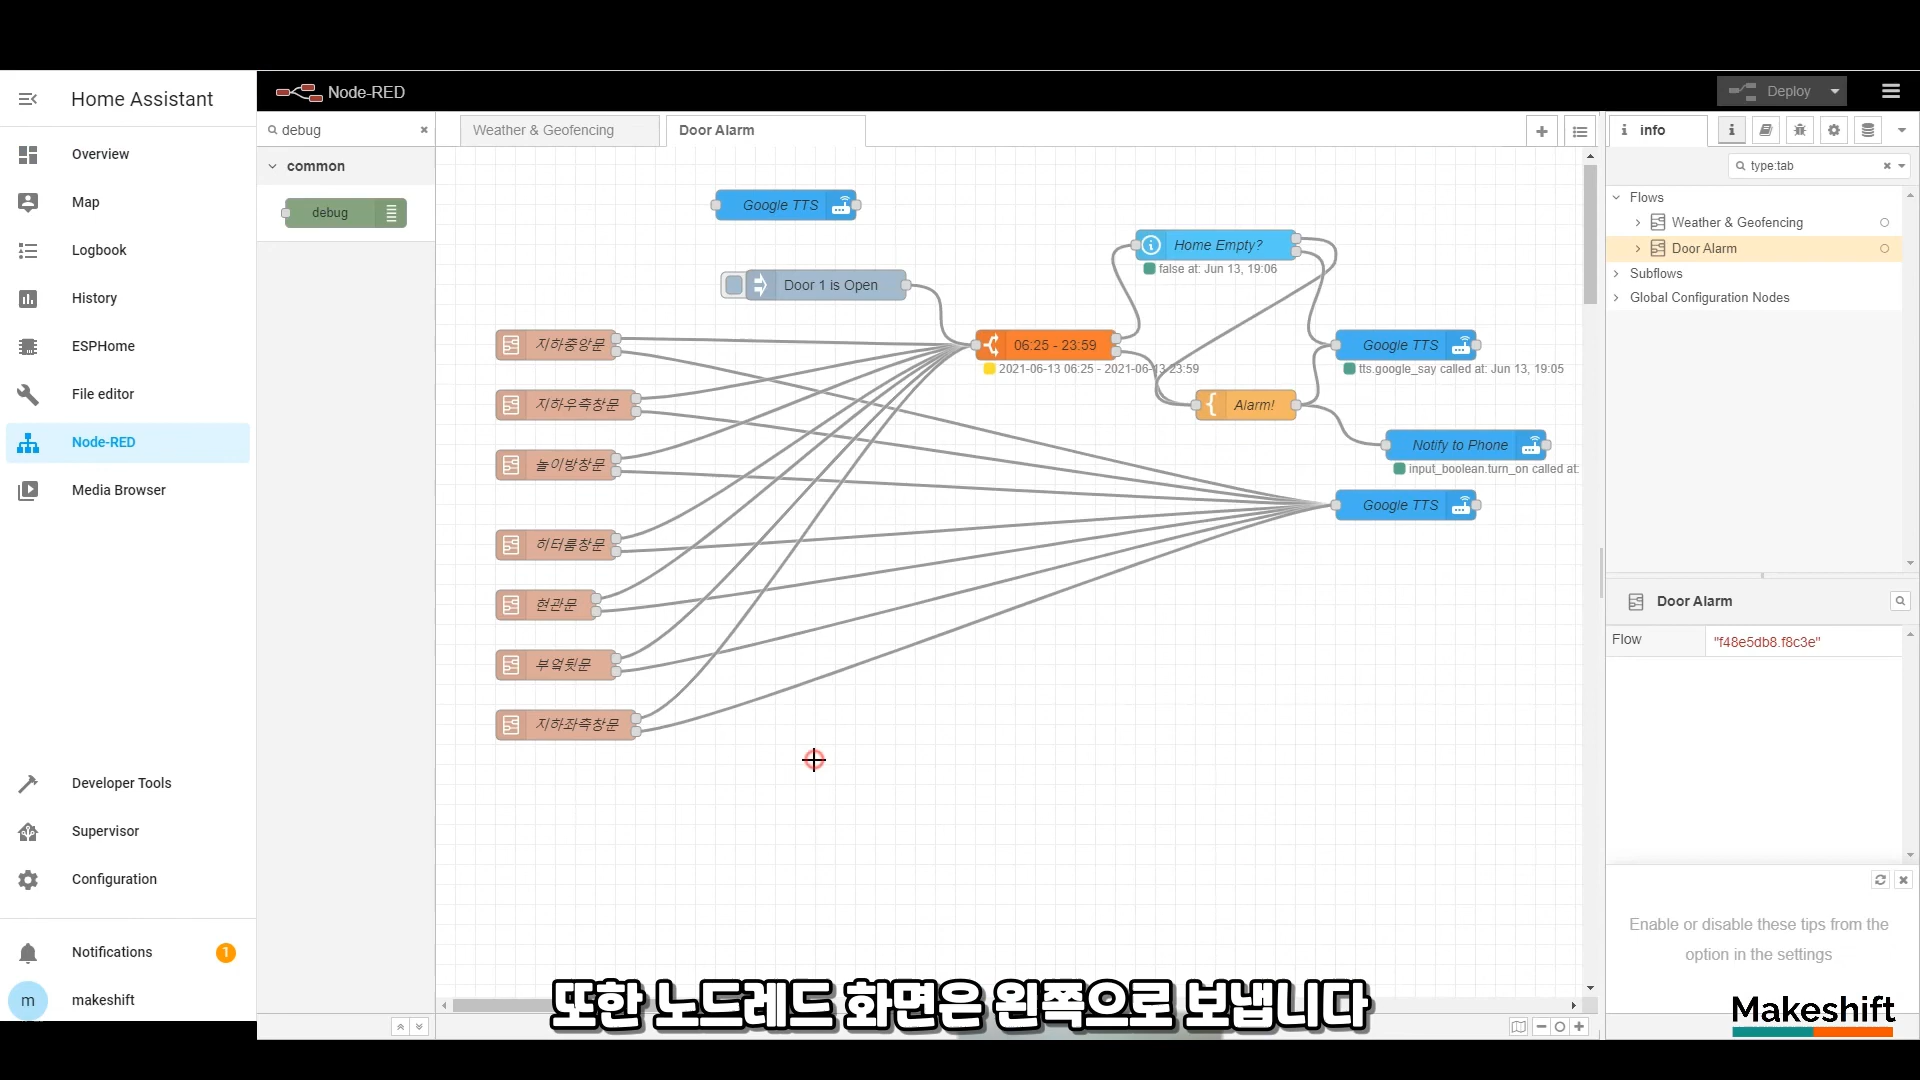 Home Assistant
Overview
Map
Logbook
History
ESPHome
File editor
Node-RED
Media Browser
Developer Tools
Supervisor
Configuration
Notifications
1
m
makeshift
Node-RED
Deploy
debug
common
debug
Weather & Geofencing
Door Alarm
Google TTS
Door 1 is Open
지하중앙문
지하우측창문
놀이방창문
히터룸창문
현관문
부엌뒷문
지하좌측창문
06:25 - 23:59
2021-06-13 06:25 - 2021-06-13 23:59
Home Empty?
false at: Jun 13, 19:06
Google TTS
tts.google_say called at: Jun 13, 19:05
Alarm!
Notify to Phone
input_boolean.turn_on called at:
Google TTS
info
type:tab
Flows
Weather & Geofencing
Door Alarm
Subflows
Global Configuration Nodes
Door Alarm
Flow
"f48e5db8.f8c3e"
Enable or disable these tips from the
option in the settings
또한 노드레드 화면은 왼쪽으로 보냅니다
Makeshift